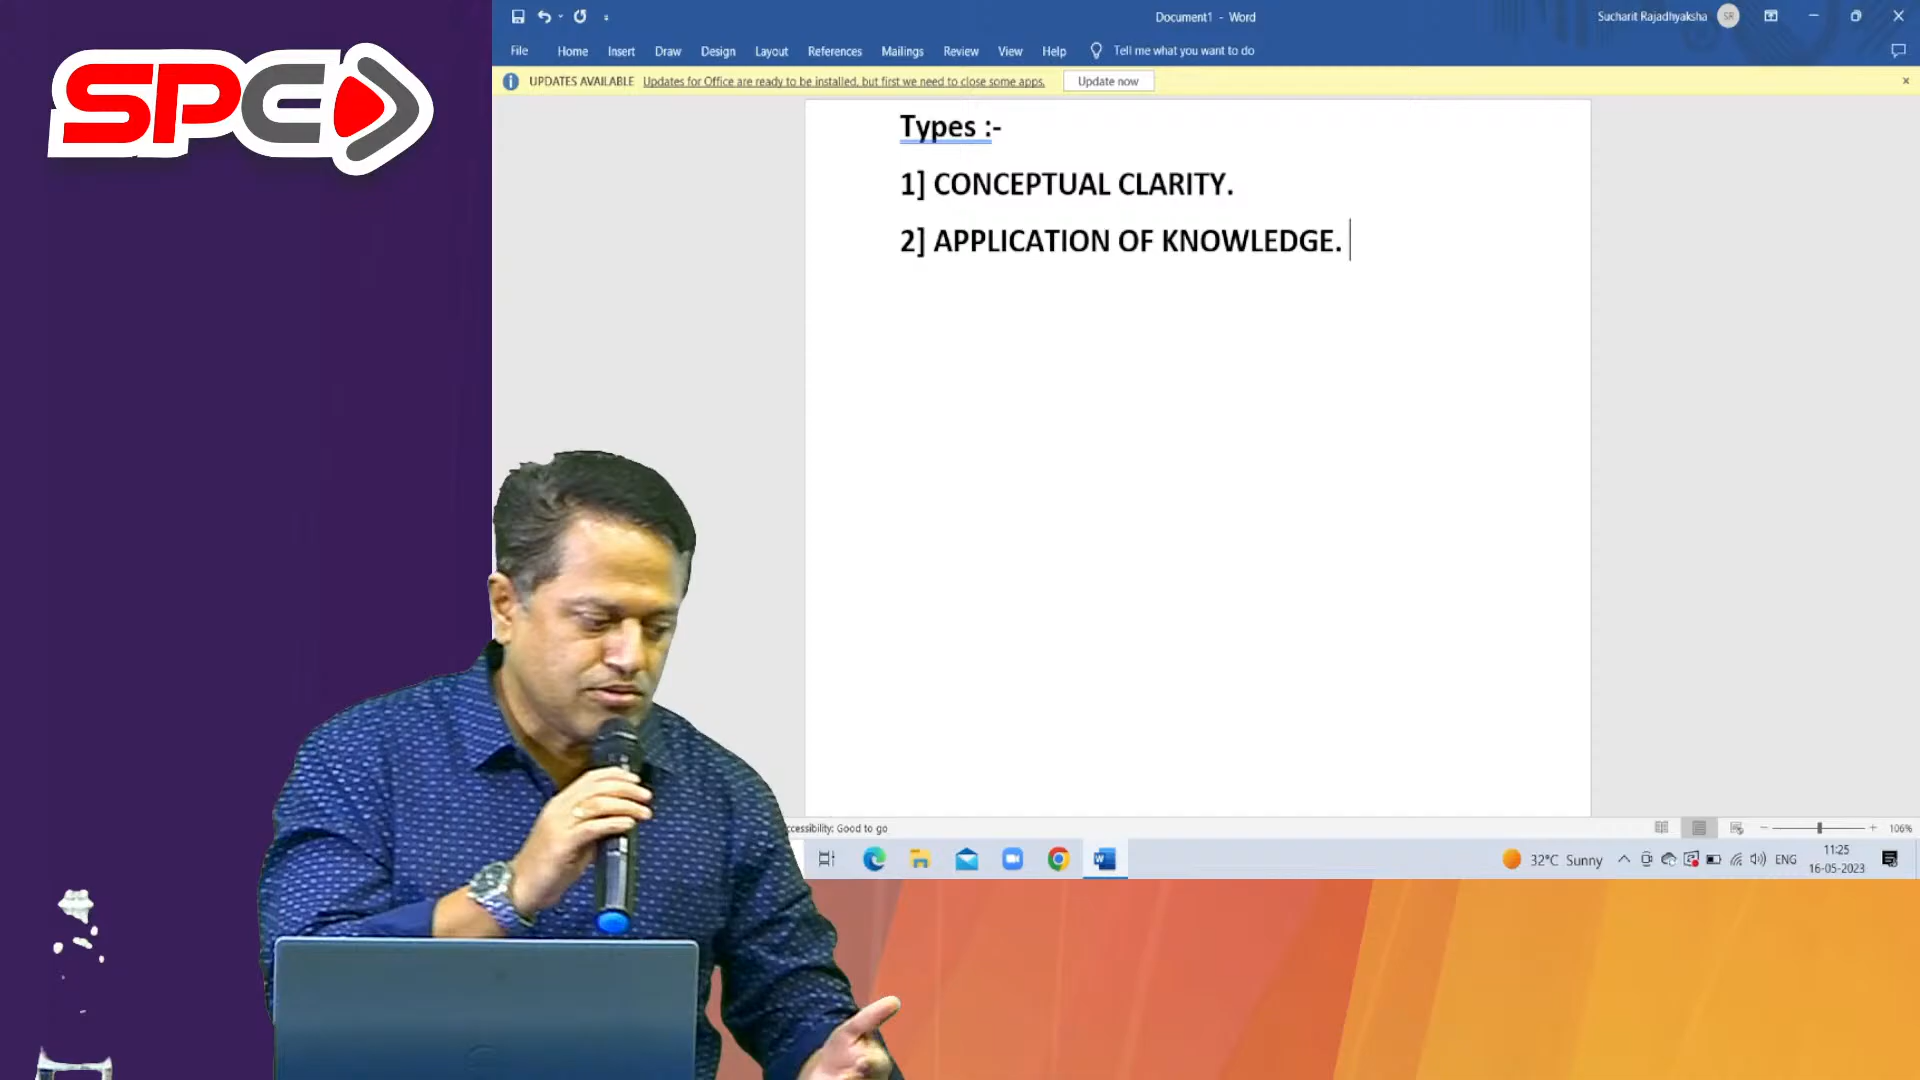 SPE
Document1 - Word
Sucharit Rajadhyaksha
SR
File Home Insert Draw Design Layout References Mailings Review View Help Tell me what you want to do
UPDATES AVAILABLE Updates for Office are ready to be installed, but first we need to close some apps. Update now
Types :-
1] CONCEPTUAL CLARITY.
2] APPLICATION OF KNOWLEDGE.
ccessibility: Good to go
106%
32°C Sunny
ENG
11:25
16-05-2023